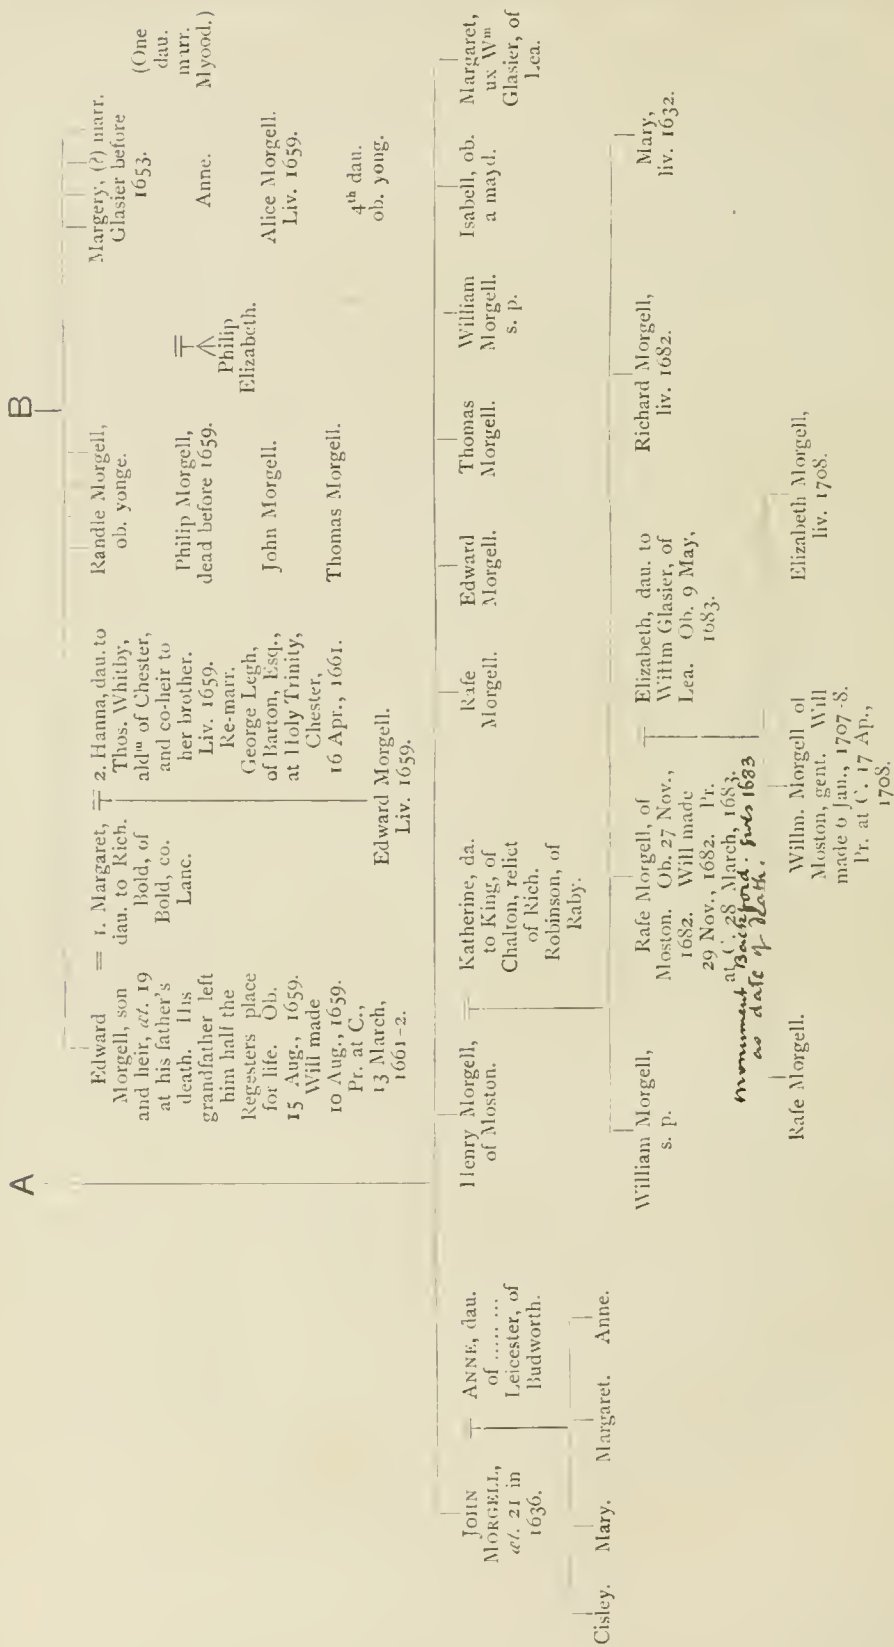 A
B
Edward
Morgell, son
and heir, æt. 19
at his father's
death. His
grandfather left
him half the
Regesters place
for life. Ob.
15 Aug., 1659.
Will made
10 Aug., 1659.
Pr. at C.,
13 March,
1661-2.
= 1. Margaret,
dau. to Rich.
Bold, of
Bold, co.
Lanc.
= 2. Hanna, dau. to
Thos. Whitby,
aldm of Chester,
and co-heir to
her brother.
Liv. 1659.
Re-marr.
George Legh,
of Barton, Esq.,
at Holy Trinity,
Chester,
16 Apr., 1661.
Edward Morgell.
Liv. 1659.
Randle Morgell,
ob. yonge.
Philip Morgell,
dead before 1659.
John Morgell.
Thomas Morgell.
Philip
Elizabeth.
Margery, (?) marr.
Glasier before
1653.
Anne.
Alice Morgell.
Liv. 1659.
4th dau.
ob. yong.
(One
dau.
marr.
Myood.)
JOHN
MORGELL,
æt. 21 in
1636.
ANNE, dau.
of ........
Leicester, of
Budworth.
Henry Morgell,
of Moston.
Katherine, da.
to King, of
Chalton, relict
of Rich.
Robinson, of
Raby.
Rafe
Morgell.
Edward
Morgell.
Thomas
Morgell.
William
Morgell.
s. p.
Isabell, ob.
a mayd.
Margaret,
ux Wm
Glasier, of
Lea.
Cisley.
Mary.
Margaret.
Anne.
William Morgell,
s. p.
Rafe Morgell, of
Moston. Ob. 27 Nov.,
1682. Will made
29 Nov., 1682. Pr.
at C. 28 March, 1683.
monument Backford. gives 1683
as date of death.
Elizabeth, dau. to
Willm Glasier, of
Lea. Ob. 9 May,
1683.
Richard Morgell,
liv. 1682.
Mary,
liv. 1632.
Rafe Morgell.
Willm. Morgell of
Moston, gent. Will
made 6 Jan., 1707-8.
Pr. at C. 17 Ap.,
1708.
Elizabeth Morgell,
liv. 1708.